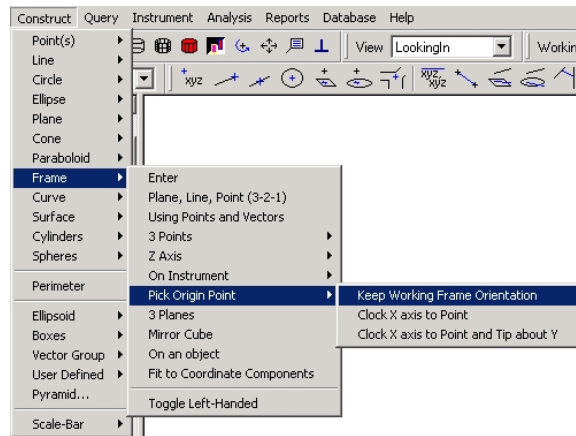 Construct Query Instrument Analysis Reports Database Help
Point(s)
View LookingIn Workin
Line
Circle
xyz xyz, xyz
Ellipse
Plane
Cone
Paraboloid
Frame
Enter
Curve
Plane, Line, Point (3-2-1)
Surface
Using Points and Vectors
Cylinders
3 Points
Spheres
Z Axis
On Instrument
Perimeter
Pick Origin Point
Keep Working Frame Orientation
Ellipsoid
3 Planes
Clock X axis to Point
Boxes
Mirror Cube
Clock X axis to Point and Tip about Y
Vector Group
On an object
User Defined
Fit to Coordinate Components
Pyramid...
Toggle Left-Handed
Scale-Bar